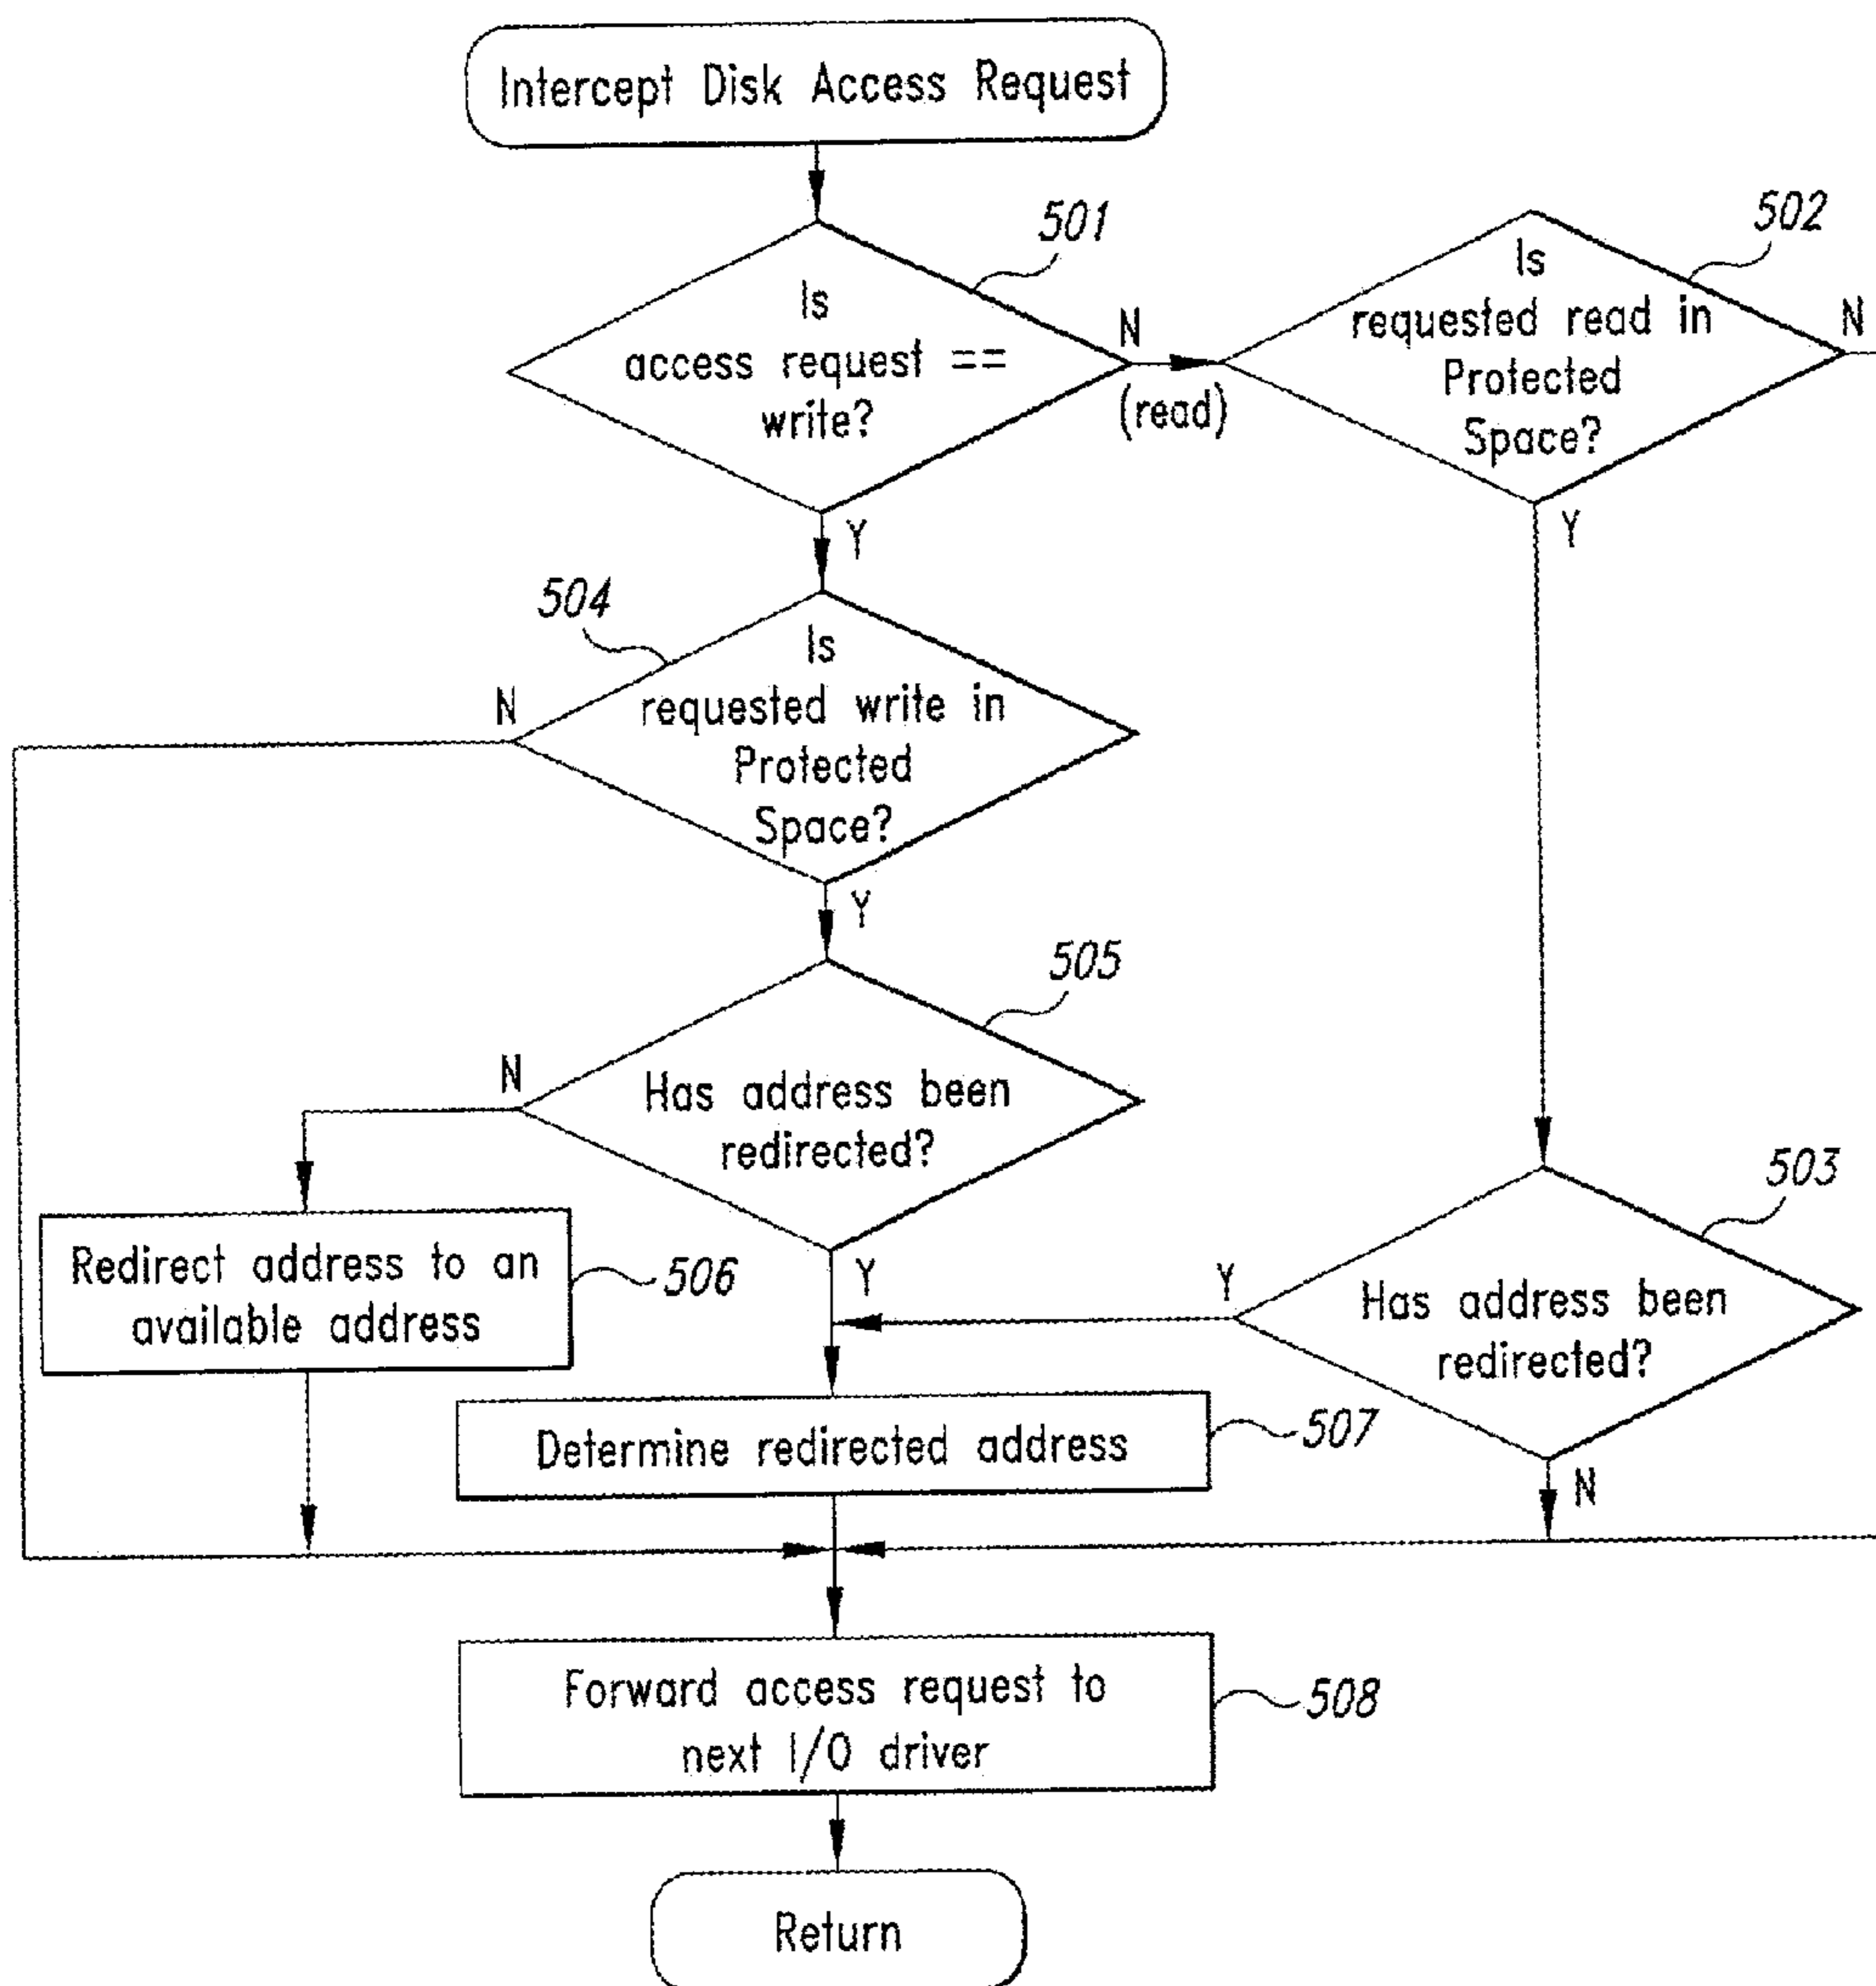 Intercept Disk Access Request
501
Is
access request ==
write?
N
(read)
Y
502
Is
requested read in
Protected
Space?
N
Y
504
Is
requested write in
Protected
Space?
N
Y
505
Has address been
redirected?
N
Y
503
Has address been
redirected?
Y
N
Redirect address to an
available address
506
Determine redirected address
507
Forward access request to
next I/O driver
508
Return